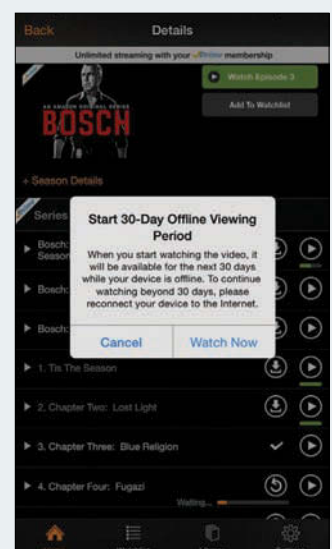 Back Details
Unlimited streaming with your Prime membership
Watch Episode 3
AN AMAZON ORIGINAL SERIES
BOSCH
Add To Watchlist
+ Season Details
Series
Bosch:
Season
Start 30-Day Offline Viewing
Period
When you start watching the video, it
will be available for the next 30 days
while your device is offline. To continue
watching beyond 30 days, please
reconnect your device to the Internet.
Cancel Watch Now
Bosch:
Bosch:
1. Tis The Season
2. Chapter Two: Lost Light
3. Chapter Three: Blue Religion
4. Chapter Four: Fugazi
Waiting...